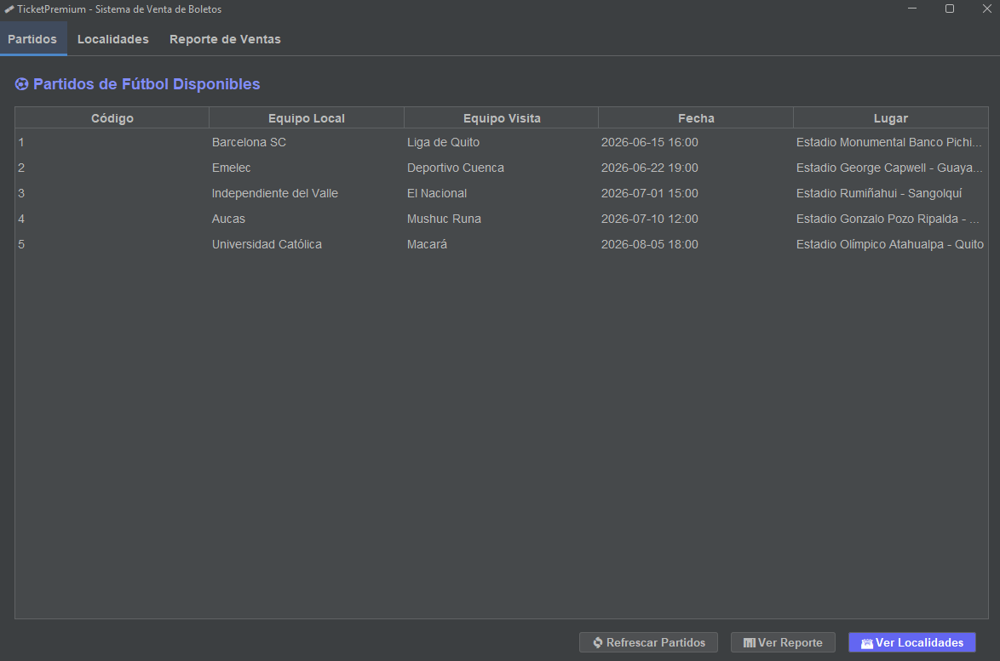 TicketPremium - Sistema de Venta de Boletos
Partidos Localidades Reporte de Ventas
Partidos de Fútbol Disponibles
Código Equipo Local Equipo Visita Fecha Lugar
1 Barcelona SC Liga de Quito 2026-06-15 16:00 Estadio Monumental Banco Pichi...
2 Emelec Deportivo Cuenca 2026-06-22 19:00 Estadio George Capwell - Guaya...
3 Independiente del Valle El Nacional 2026-07-01 15:00 Estadio Rumiñahui - Sangolquí
4 Aucas Mushuc Runa 2026-07-10 12:00 Estadio Gonzalo Pozo Ripalda - ...
5 Universidad Católica Macará 2026-08-05 18:00 Estadio Olímpico Atahualpa - Quito
Refrescar Partidos Ver Reporte Ver Localidades